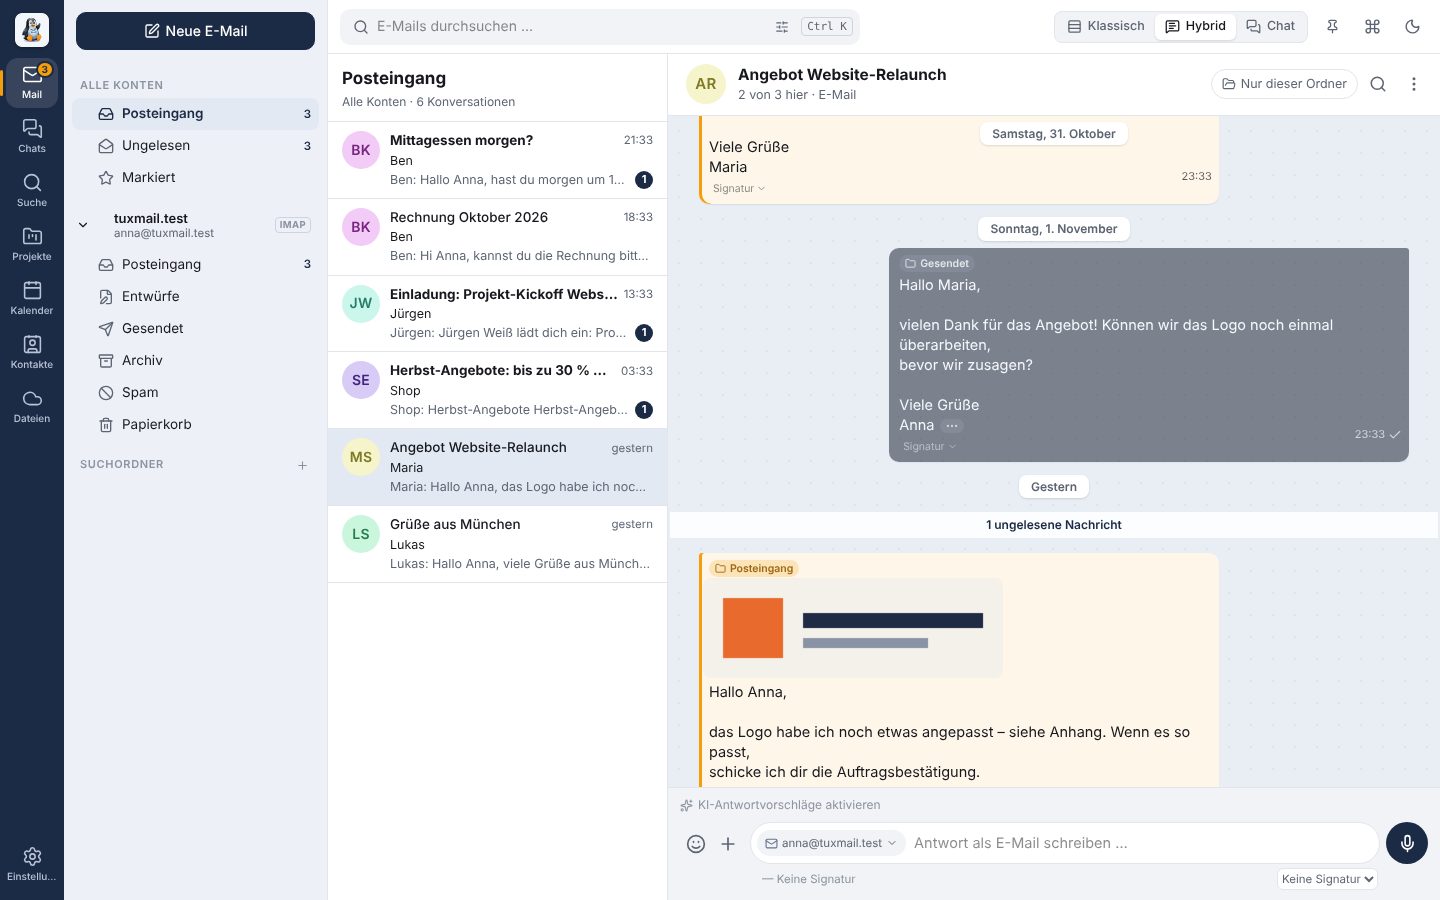 3
Mail
Chats
Suche
Projekte
Kalender
Kontakte
Dateien
Einstellu...
Neue E-Mail
ALLE KONTEN
Posteingang 3
Ungelesen 3
Markiert
tuxmail.test
anna@tuxmail.test
IMAP
Posteingang 3
Entwürfe
Gesendet
Archiv
Spam
Papierkorb
SUCHORDNER +
E-Mails durchsuchen ...
Ctrl K
Klassisch
Hybrid
Chat
Posteingang
Alle Konten · 6 Konversationen
BK
Mittagessen morgen? 21:33
Ben
Ben: Hallo Anna, hast du morgen um 1... 1
BK
Rechnung Oktober 2026 18:33
Ben
Ben: Hi Anna, kannst du die Rechnung bitt...
JW
Einladung: Projekt-Kickoff Webs... 13:33
Jürgen
Jürgen: Jürgen Weiß lädt dich ein: Pro... 1
SE
Herbst-Angebote: bis zu 30 % ... 03:33
Shop
Shop: Herbst-Angebote Herbst-Angeb... 1
MS
Angebot Website-Relaunch gestern
Maria
Maria: Hallo Anna, das Logo habe ich noc...
LS
Grüße aus München gestern
Lukas
Lukas: Hallo Anna, viele Grüße aus Münch...
AR
Angebot Website-Relaunch
2 von 3 hier · E-Mail
Nur dieser Ordner
Samstag, 31. Oktober
Viele Grüße
Maria
23:33
Signatur
Sonntag, 1. November
Gesendet
Hallo Maria,
vielen Dank für das Angebot! Können wir das Logo noch einmal
überarbeiten,
bevor wir zusagen?
Viele Grüße
Anna ...
23:33
Signatur
Gestern
1 ungelesene Nachricht
Posteingang
Hallo Anna,
das Logo habe ich noch etwas angepasst – siehe Anhang. Wenn es so
passt,
schicke ich dir die Auftragsbestätigung.
KI-Antwortvorschläge aktivieren
anna@tuxmail.test
Antwort als E-Mail schreiben ...
— Keine Signatur
Keine Signatur